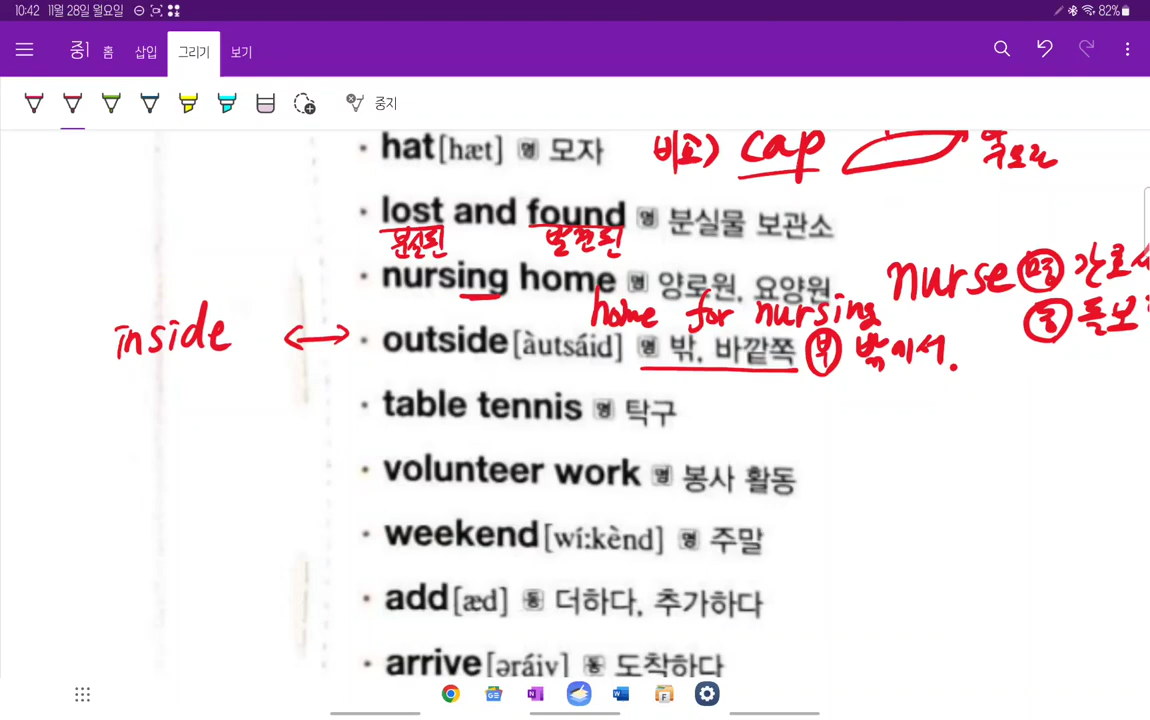 10:42 11월 28일 월요일 82%
중1 홈 삽입 그리기 보기
중지
hat [hæt] 명 모자 비교) cap
lost and found 명 분실물 보관소
분실된 발견된
nursing home 명 양로원, 요양원 nurse 명 간호사
home for nursing 동 돌보
inside ↔ outside [àutsáid] 명 밖, 바깥쪽 부 밖에서.
table tennis 명 탁구
volunteer work 명 봉사 활동
weekend [wí:kènd] 명 주말
add [æd] 동 더하다, 추가하다
arrive [əráiv] 동 도착하다